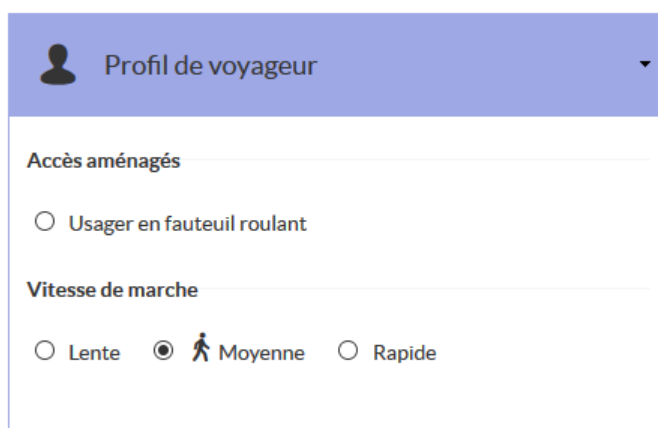 Profil de voyageur
Accès aménagés
Usager en fauteuil roulant
Vitesse de marche
Lente Moyenne Rapide